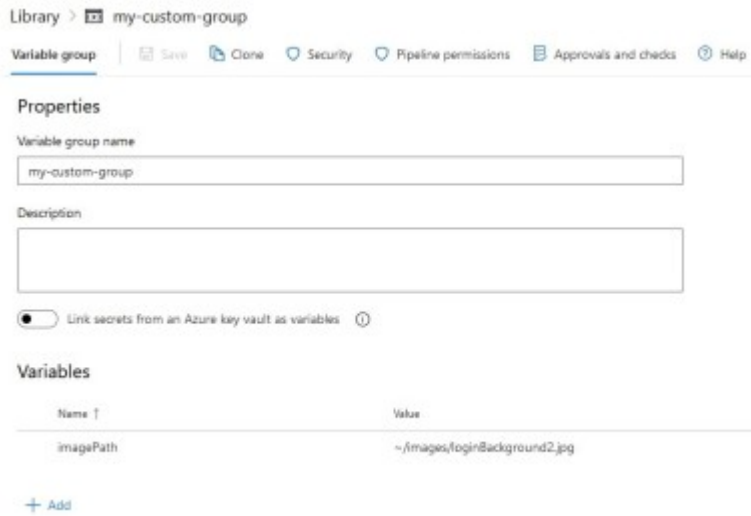 Library > my-custom-group
Variable group Save Clone Security Pipeline permissions Approvals and checks Help
Properties
Variable group name
my-custom-group
Description
Link secrets from an Azure key vault as variables
Variables
Name ↑ Value
imagePath ~/images/loginBackground2.jpg
+ Add